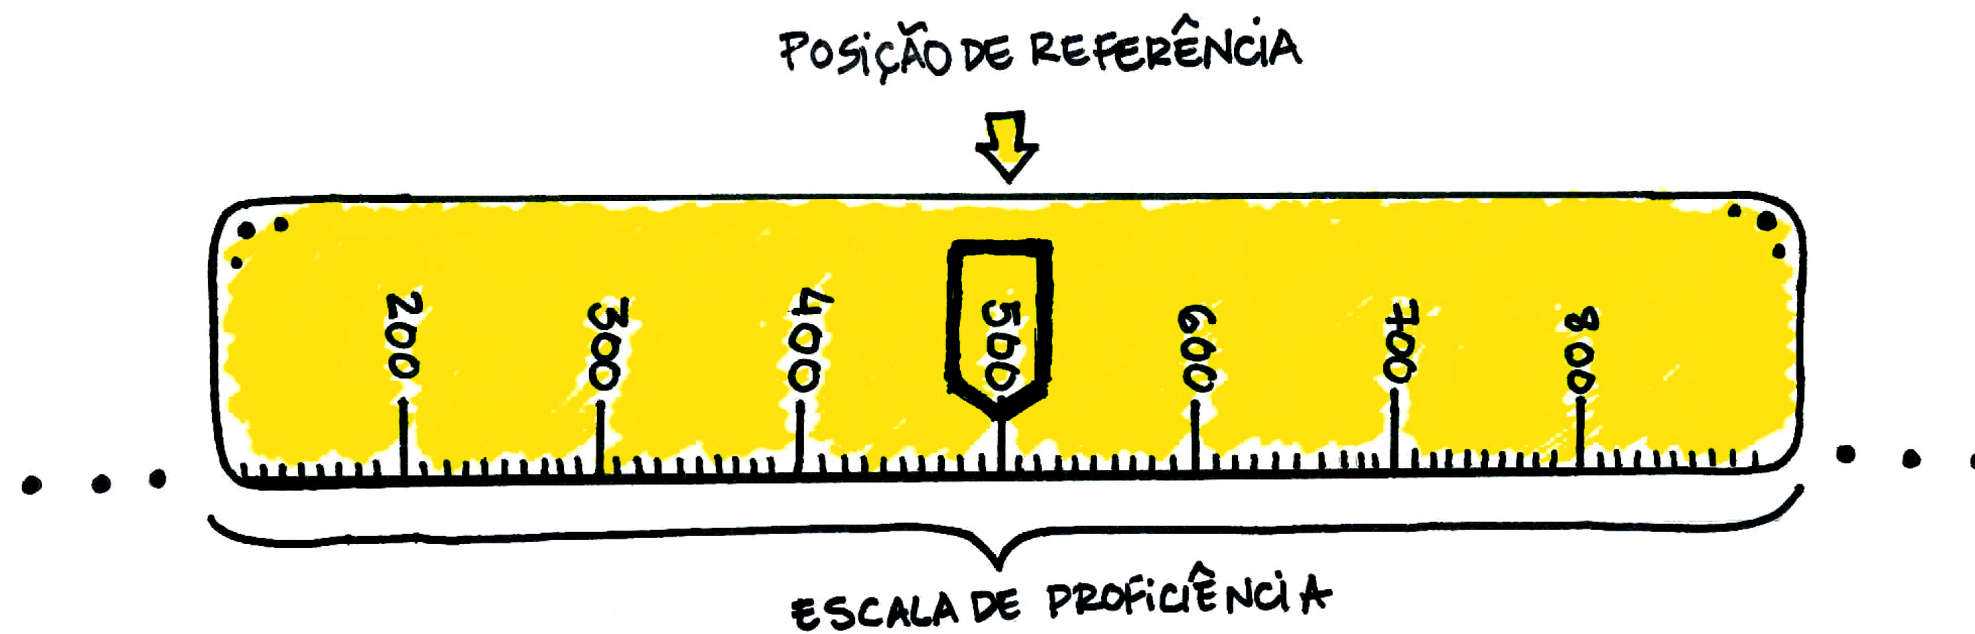 POSIÇÃO DE REFERÊNCIA
200 300 400 500 600 700 800
ESCALA DE PROFICIÊNCIA